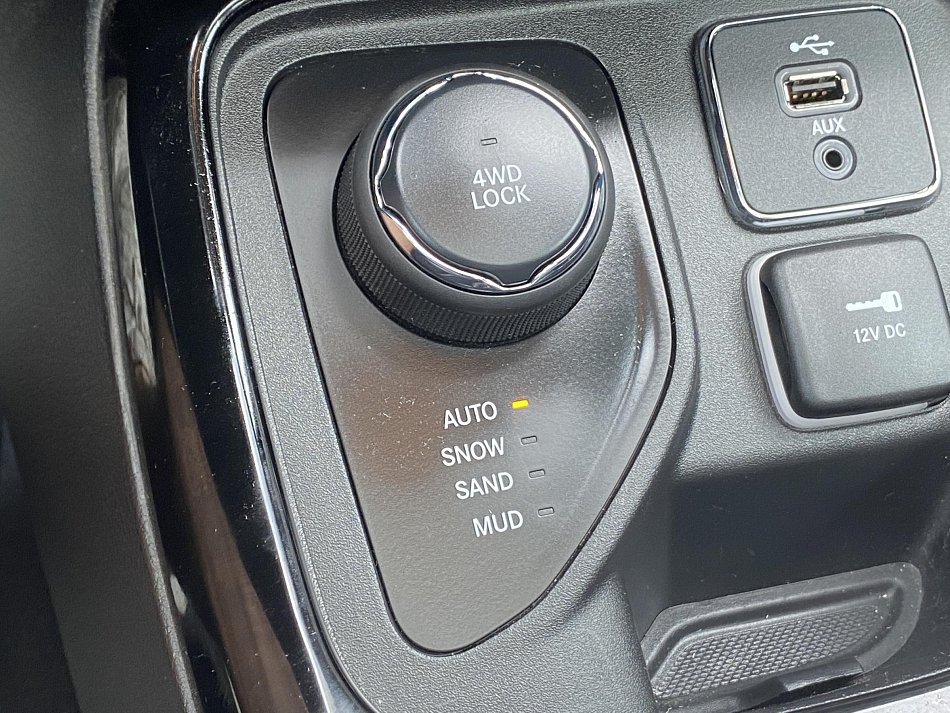 4WD
LOCK
AUTO
SNOW
SAND
MUD
AUX
12V DC